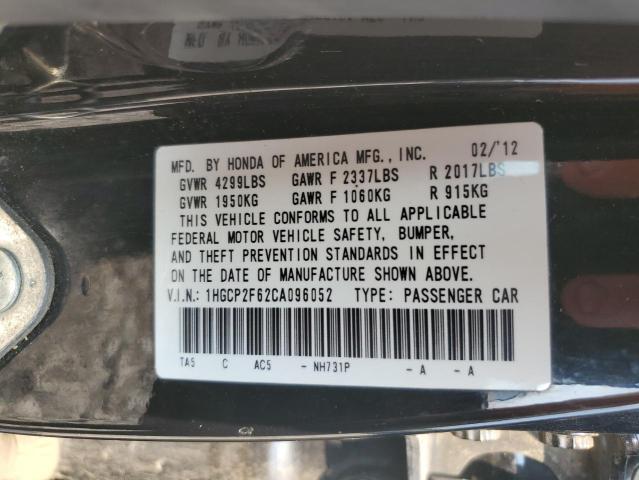 MFD. BY HONDA OF AMERICA MFG., INC. 02/'12
GVWR 4299LBS GAWR F 2337LBS R 2017LBS
GVWR 1950KG GAWR F 1060KG R 915KG
THIS VEHICLE CONFORMS TO ALL APPLICABLE
FEDERAL MOTOR VEHICLE SAFETY, BUMPER,
AND THEFT PREVENTION STANDARDS IN EFFECT
ON THE DATE OF MANUFACTURE SHOWN ABOVE.
V.I.N.: 1HGCP2F62CA096052 TYPE: PASSENGER CAR
TA5 C AC5 - NH731P - A - A